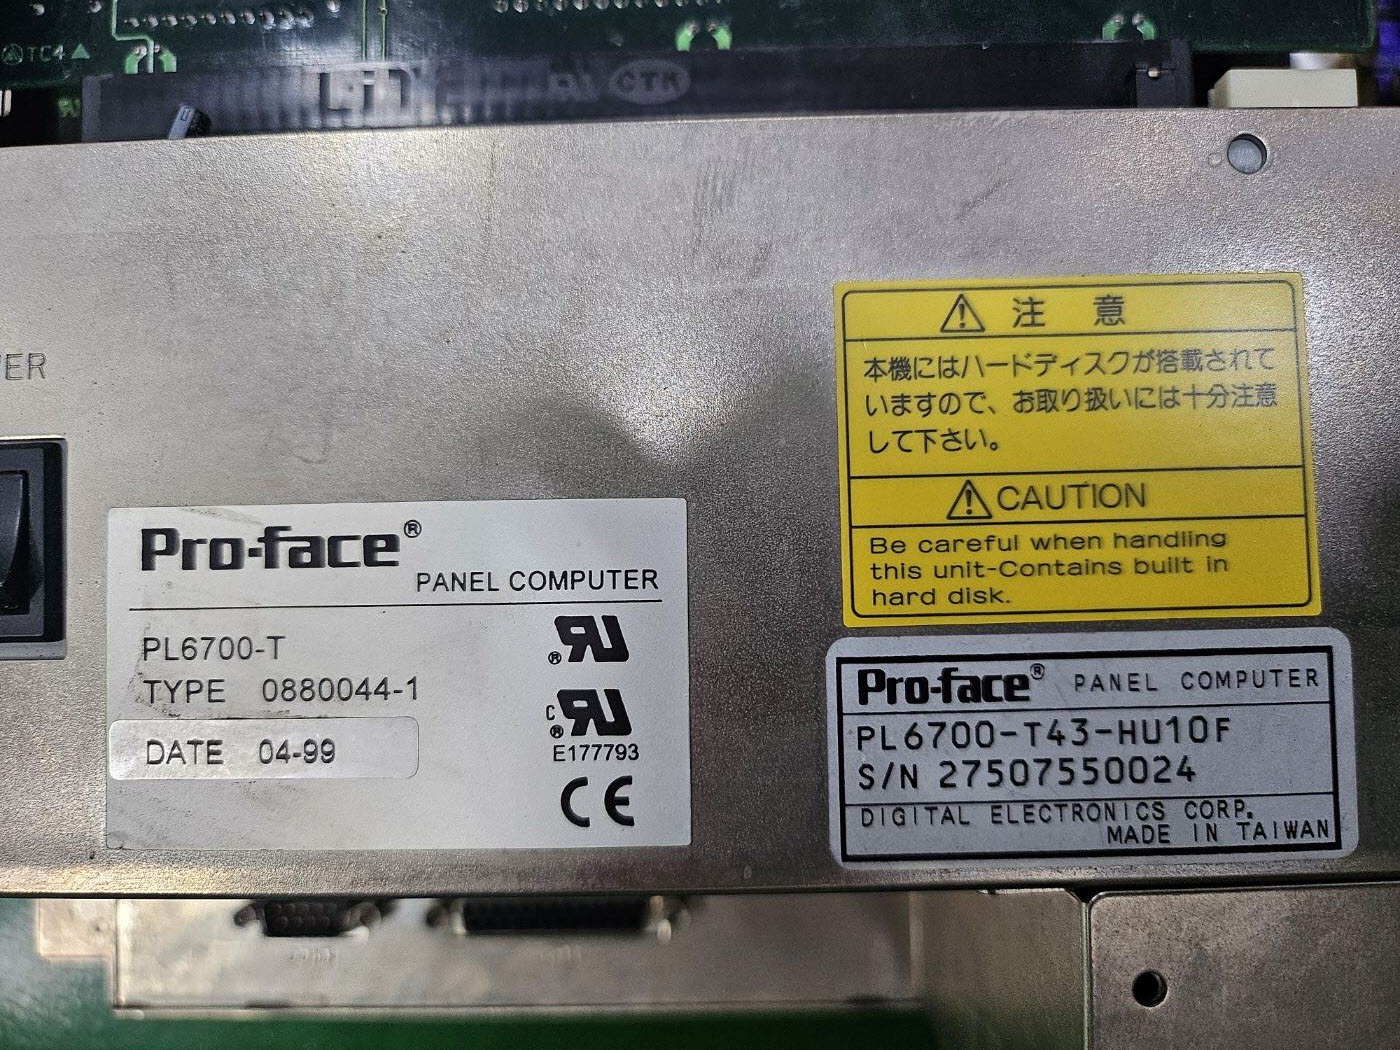 TC4
CTK
ER
注 意
本機にはハードディスクが搭載されて
いますので、お取り扱いには十分注意
して下さい。
CAUTION
Be careful when handling
this unit-Contains built in
hard disk.
Pro-face®
PANEL COMPUTER
PL6700-T
TYPE 0880044-1
DATE 04-99
E177793
CE
Pro-face® PANEL COMPUTER
PL6700-T43-HU10F
S/N 27507550024
DIGITAL ELECTRONICS CORP.
MADE IN TAIWAN